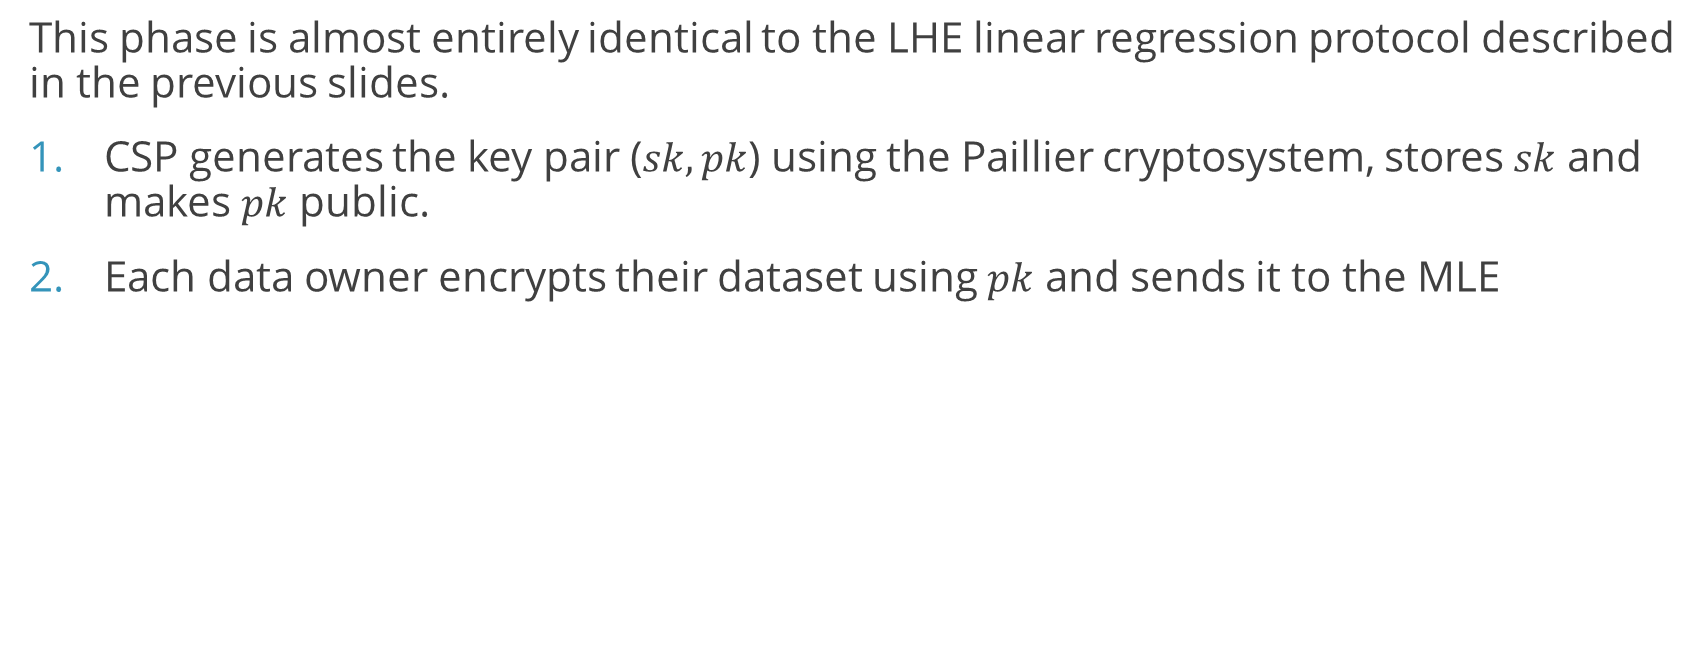 This phase is almost entirely identical to the LHE linear regression protocol described
in the previous slides.
1. CSP generates the key pair (sk, pk) using the Paillier cryptosystem, stores sk and
makes pk public.
2. Each data owner encrypts their dataset using pk and sends it to the MLE